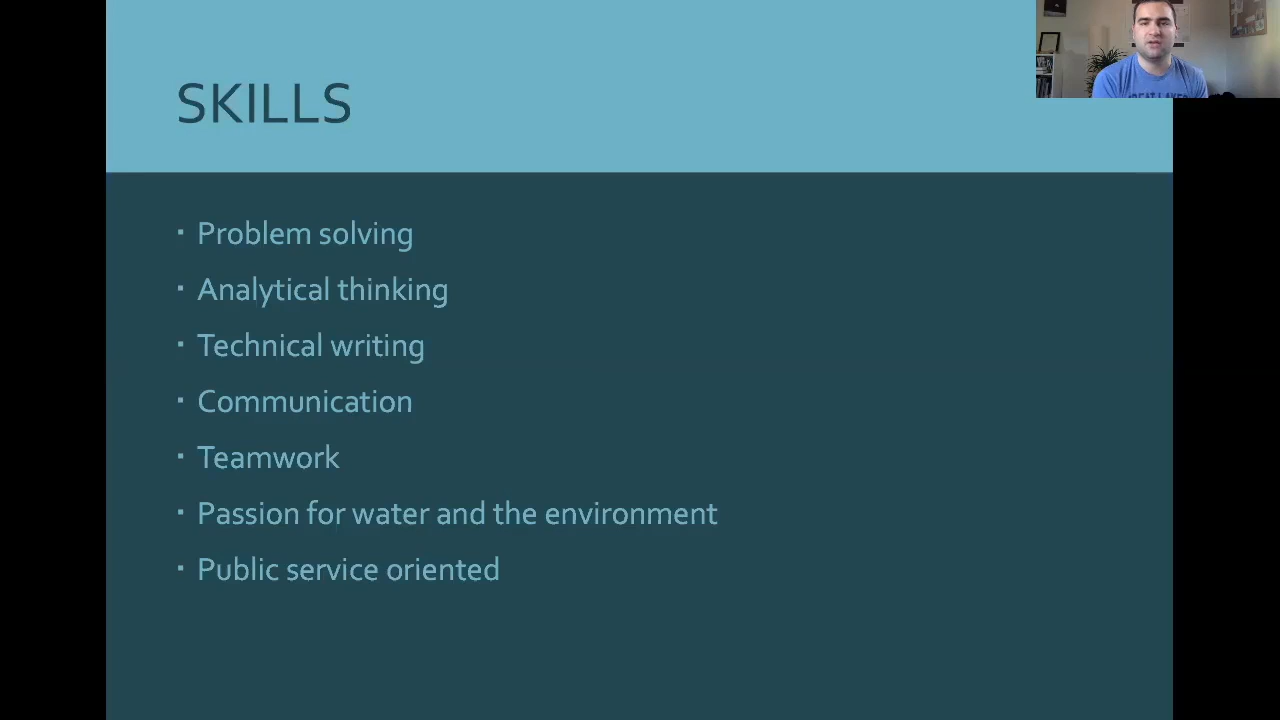 SKILLS
Problem solving
Analytical thinking
Technical writing
Communication
Teamwork
Passion for water and the environment
Public service oriented